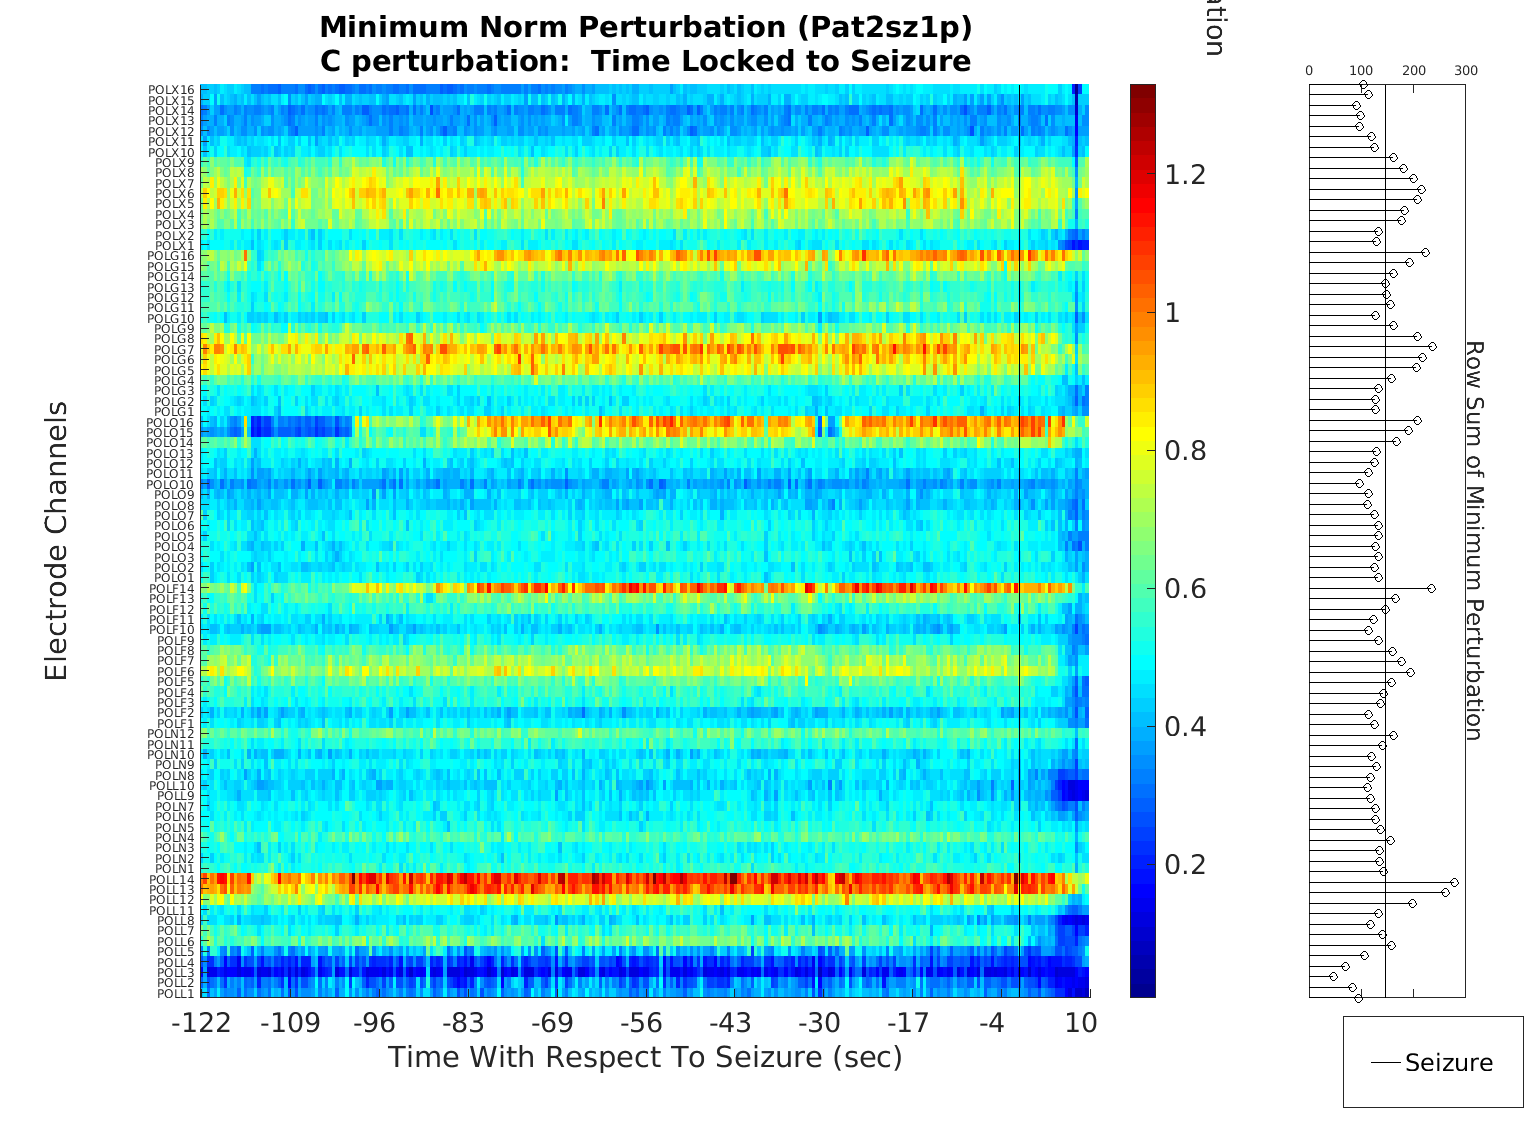 Minimum Norm Perturbation (Pat2sz1p)
C perturbation:  Time Locked to Seizure
ation
Electrode Channels
POLX16
POLX15
POLX14
POLX13
POLX12
POLX11
POLX10
POLX9
POLX8
POLX7
POLX6
POLX5
POLX4
POLX3
POLX2
POLX1
POLG16
POLG15
POLG14
POLG13
POLG12
POLG11
POLG10
POLG9
POLG8
POLG7
POLG6
POLG5
POLG4
POLG3
POLG2
POLG1
POLO16
POLO15
POLO14
POLO13
POLO12
POLO11
POLO10
POLO9
POLO8
POLO7
POLO6
POLO5
POLO4
POLO3
POLO2
POLO1
POLF14
POLF13
POLF12
POLF11
POLF10
POLF9
POLF8
POLF7
POLF6
POLF5
POLF4
POLF3
POLF2
POLF1
POLN12
POLN11
POLN10
POLN9
POLN8
POLL10
POLL9
POLN7
POLN6
POLN5
POLN4
POLN3
POLN2
POLN1
POLL14
POLL13
POLL12
POLL11
POLL8
POLL7
POLL6
POLL5
POLL4
POLL3
POLL2
POLL1
-122 -109 -96 -83 -69 -56 -43 -30 -17 -4 10
Time With Respect To Seizure (sec)
1.2
1
0.8
0.6
0.4
0.2
0 100 200 300
Row Sum of Minimum Perturbation
Seizure